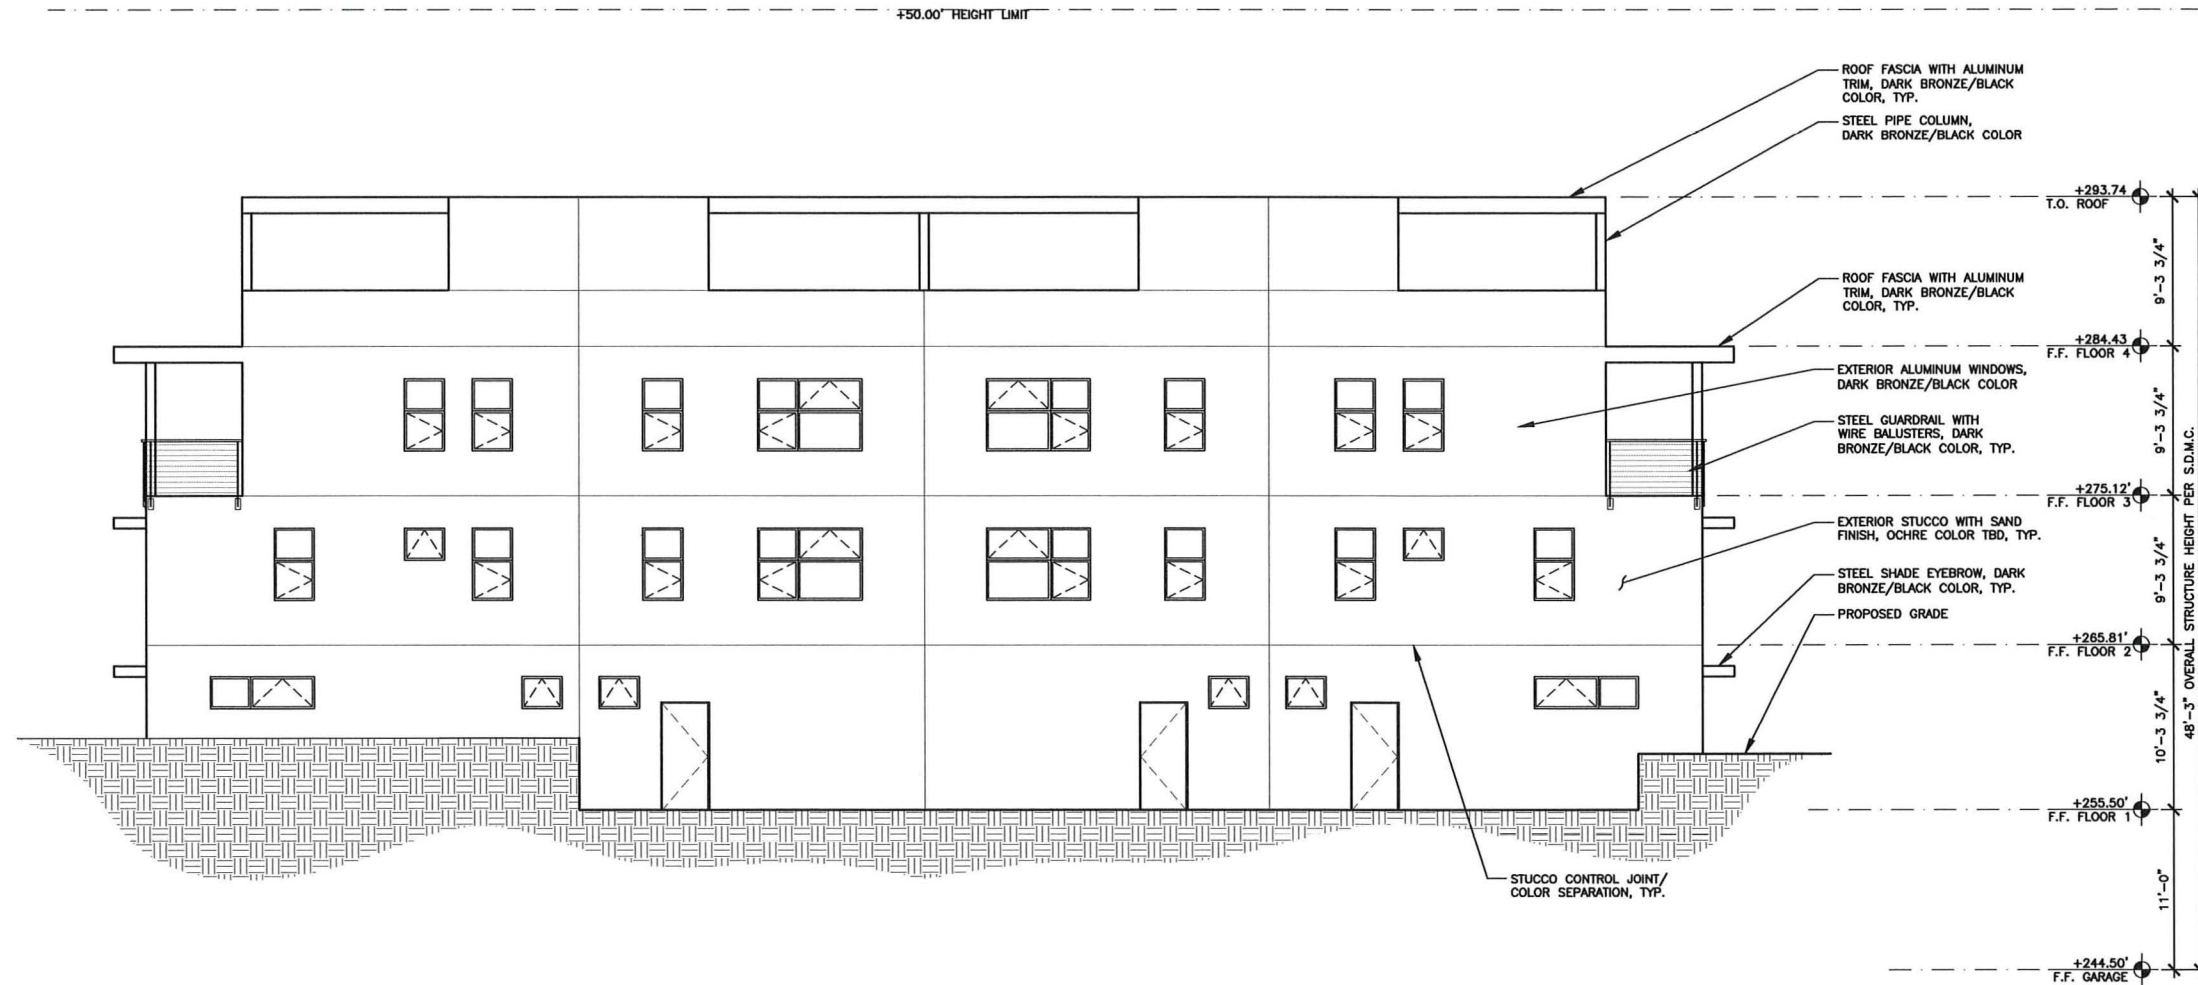 +50.00' HEIGHT LIMIT
ROOF FASCIA WITH ALUMINUM
TRIM, DARK BRONZE/BLACK
COLOR, TYP.
STEEL PIPE COLUMN,
DARK BRONZE/BLACK COLOR
+293.74
T.O. ROOF
9'-3 3/4"
ROOF FASCIA WITH ALUMINUM
TRIM, DARK BRONZE/BLACK
COLOR, TYP.
+284.43
F.F. FLOOR 4
EXTERIOR ALUMINUM WINDOWS,
DARK BRONZE/BLACK COLOR
9'-3 3/4"
STEEL GUARDRAIL WITH
WIRE BALUSTERS, DARK
BRONZE/BLACK COLOR, TYP.
+275.12'
F.F. FLOOR 3
EXTERIOR STUCCO WITH SAND
FINISH, OCHRE COLOR TBD, TYP.
9'-3 3/4"
STEEL SHADE EYEBROW, DARK
BRONZE/BLACK COLOR, TYP.
PROPOSED GRADE
+265.81'
F.F. FLOOR 2
48'-3" OVERALL STRUCTURE HEIGHT PER S.D.M.C.
10'-3 3/4"
+255.50'
F.F. FLOOR 1
STUCCO CONTROL JOINT/
COLOR SEPARATION, TYP.
11'-0"
+244.50'
F.F. GARAGE